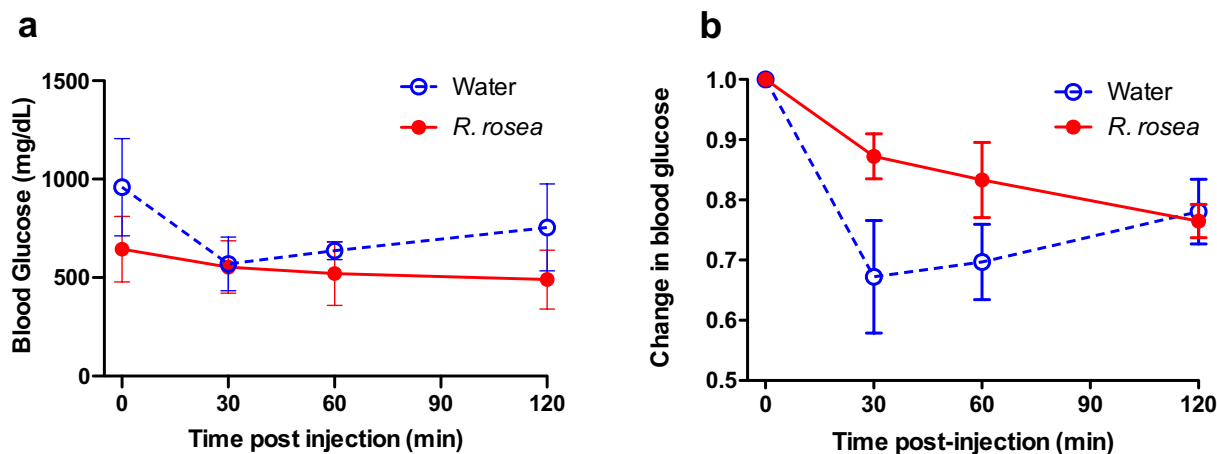 a
Blood Glucose (mg/dL)
1500
1000
500
0
Water
R. rosea
0 30 60 90 120
Time post injection (min)
b
Change in blood glucose
1.0
0.9
0.8
0.7
0.6
0.5
Water
R. rosea
0 30 60 90 120
Time post-injection (min)